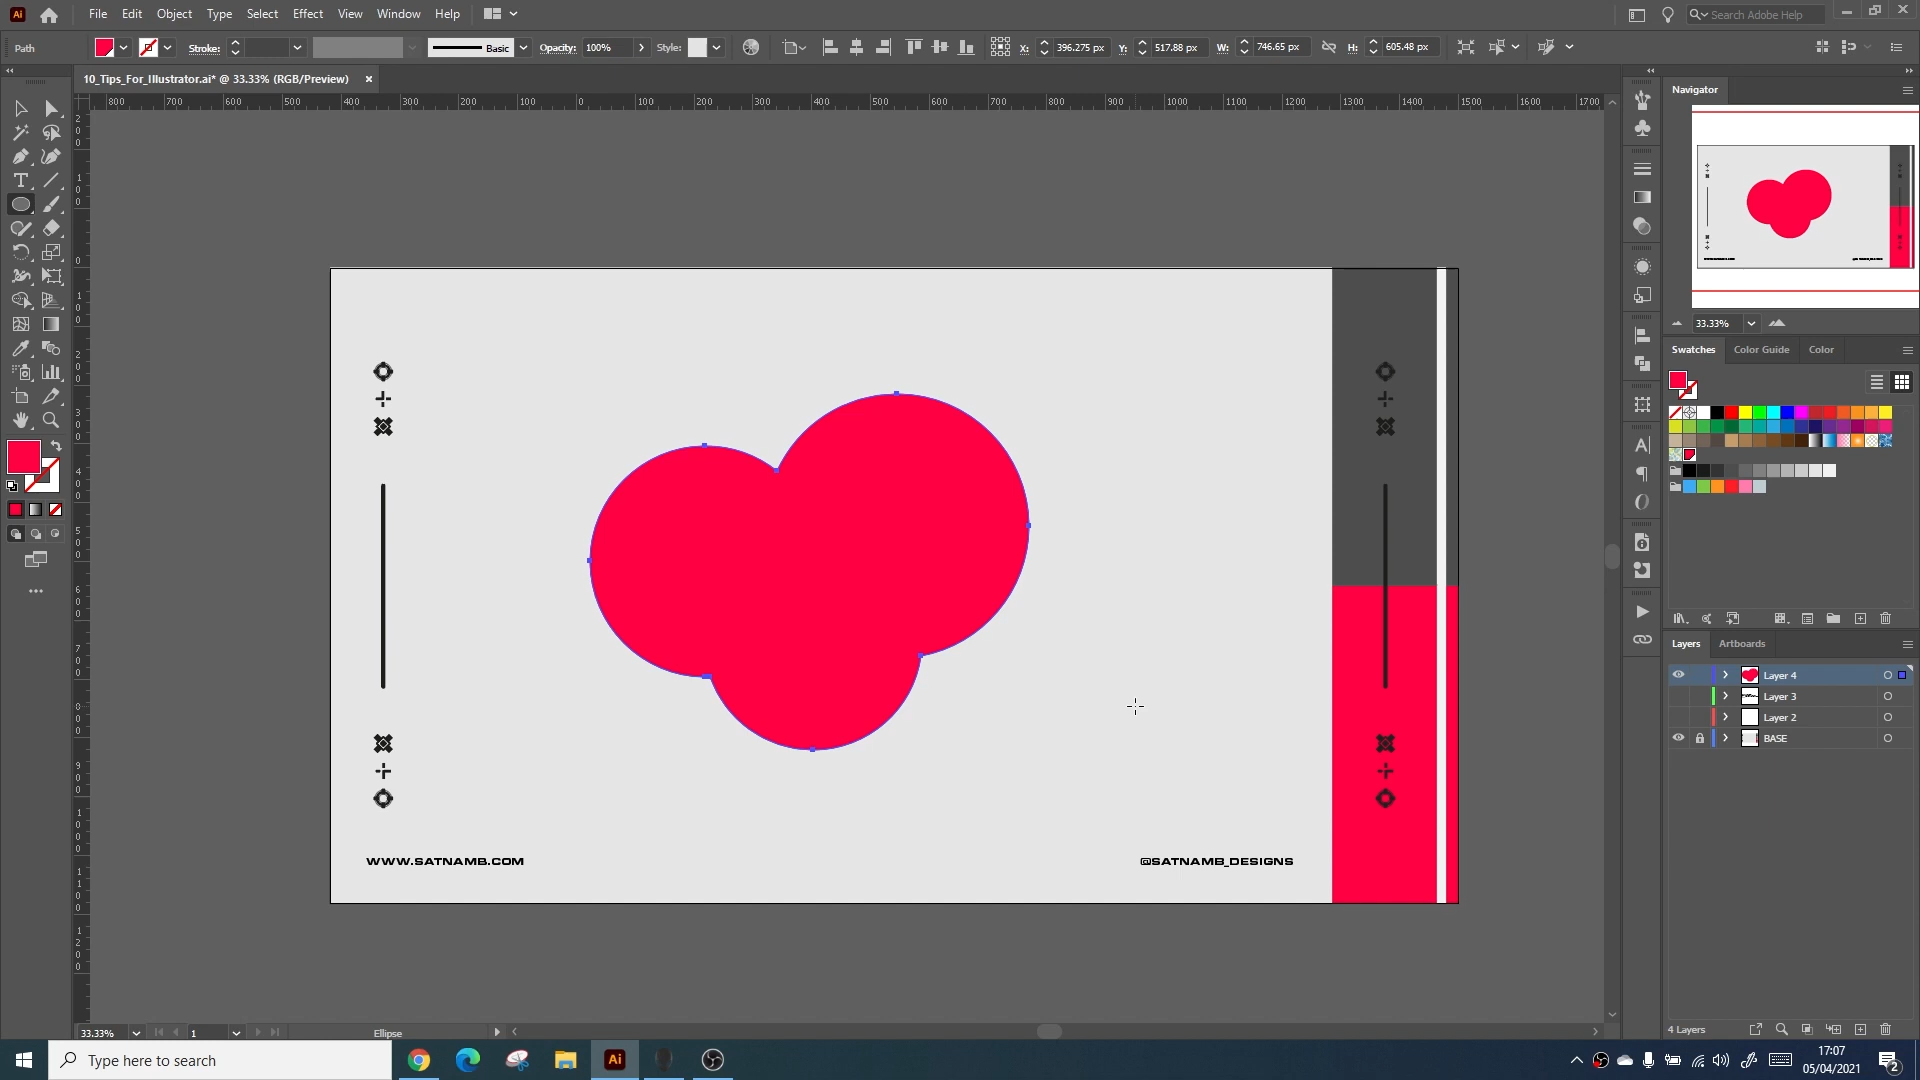 Ai File Edit Object Type Select Effect View Window Help Search Adobe Help
Path Stroke: Basic Opacity: 100% Style: X: 396.275 px Y: 517.88 px W: 746.65 px H: 605.48 px
10_Tips_For_Illustrator.ai* @ 33.33% (RGB/Preview) ×
800 700 600 500 400 300 200 100 0 100 200 300 400 500 600 700 800 900 1000 1100 1200 1300 1400 1500 1600 1700
Navigator
33.33%
Swatches Color Guide Color
WWW.SATNAMB.COM
@SATNAMB_DESIGNS
Layers Artboards
Layer 4
Layer 3
Layer 2
BASE
4 Layers
33.33% 1 Ellipse
Type here to search
Ai
17:07
05/04/2021
2